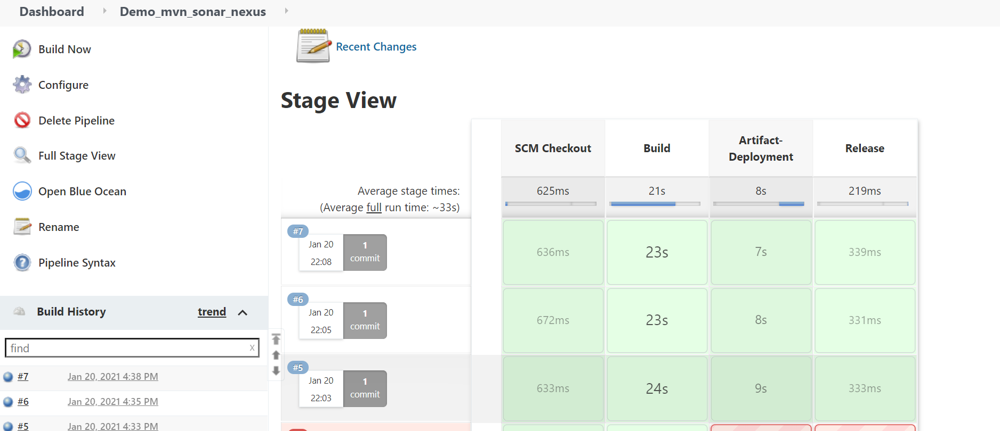 Dashboard Demo_mvn_sonar_nexus
Build Now
Configure
Delete Pipeline
Full Stage View
Open Blue Ocean
Rename
Pipeline Syntax
Build History trend
find x
#7 Jan 20, 2021 4:38 PM
#6 Jan 20, 2021 4:35 PM
#5 Jan 20, 2021 4:33 PM
Recent Changes
Stage View
SCM Checkout Build Artifact-Deployment Release
Average stage times: 625ms 21s 8s 219ms
(Average full run time: ~33s)
#7
Jan 20 1
22:08 commit
636ms 23s 7s 339ms
#6
Jan 20 1
22:05 commit
672ms 23s 8s 331ms
#5
Jan 20 1
22:03 commit
633ms 24s 9s 333ms